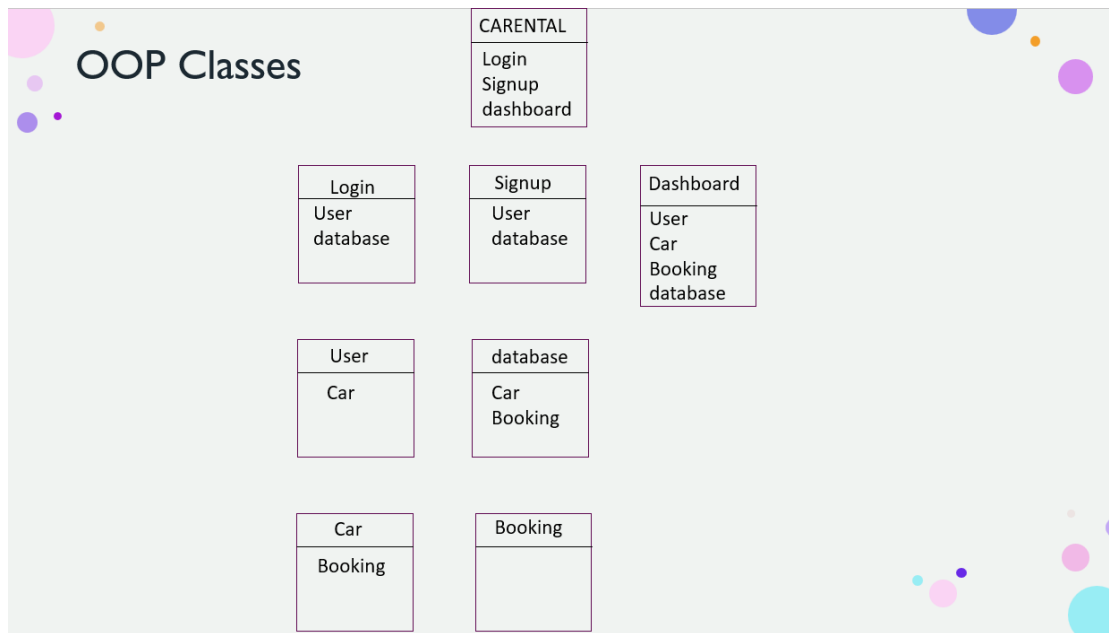 OOP Classes
CARENTAL
Login
Signup
dashboard
Login
User
database
Signup
User
database
Dashboard
User
Car
Booking
database
User
Car
database
Car
Booking
Car
Booking
Booking